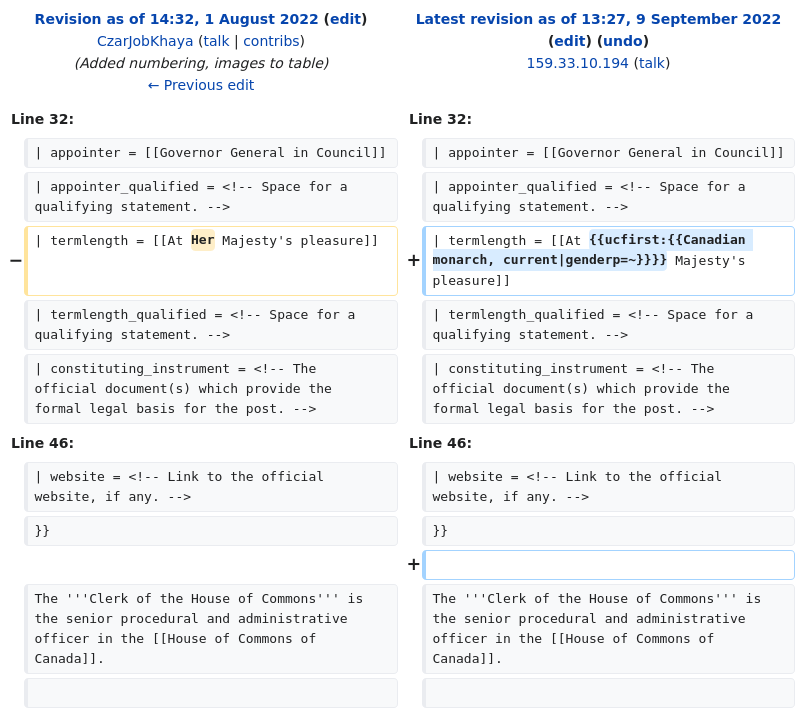 Revision as of 14:32, 1 August 2022 (edit)
CzarJobKhaya (talk | contribs)
(Added numbering, images to table)
← Previous edit
Latest revision as of 13:27, 9 September 2022
(edit) (undo)
159.33.10.194 (talk)
Line 32:
Line 32:
| appointer = [[Governor General in Council]]
| appointer = [[Governor General in Council]]
| appointer_qualified = <!-- Space for a
qualifying statement. -->
| appointer_qualified = <!-- Space for a
qualifying statement. -->
−
| termlength = [[At Her Majesty's pleasure]]
+
| termlength = [[At {{ucfirst:{{Canadian
monarch, current|genderp=~}}}} Majesty's
pleasure]]
| termlength_qualified = <!-- Space for a
qualifying statement. -->
| termlength_qualified = <!-- Space for a
qualifying statement. -->
| constituting_instrument = <!-- The
official document(s) which provide the
formal legal basis for the post. -->
| constituting_instrument = <!-- The
official document(s) which provide the
formal legal basis for the post. -->
Line 46:
Line 46:
| website = <!-- Link to the official
website, if any. -->
| website = <!-- Link to the official
website, if any. -->
}}
}}
+
The '''Clerk of the House of Commons''' is
the senior procedural and administrative
officer in the [[House of Commons of
Canada]].
The '''Clerk of the House of Commons''' is
the senior procedural and administrative
officer in the [[House of Commons of
Canada]].